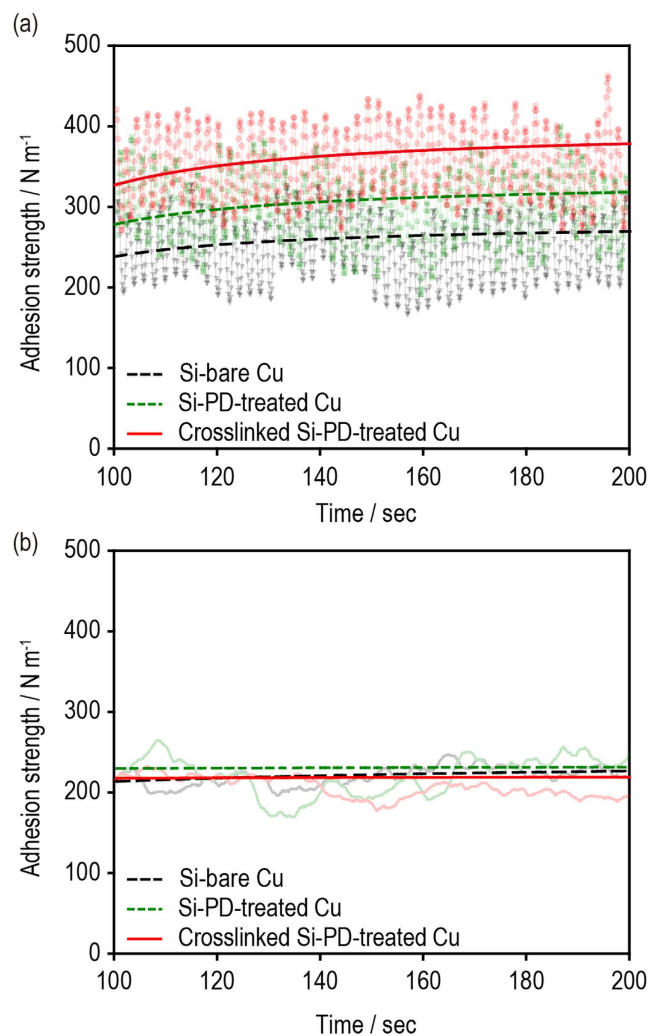 (a)
500
400
300
200
100
0
Adhesion strength / N m⁻¹
Si-bare Cu
Si-PD-treated Cu
Crosslinked Si-PD-treated Cu
100 120 140 160 180 200
Time / sec
(b)
500
400
300
200
100
0
Adhesion strength / N m⁻¹
Si-bare Cu
Si-PD-treated Cu
Crosslinked Si-PD-treated Cu
100 120 140 160 180 200
Time / sec